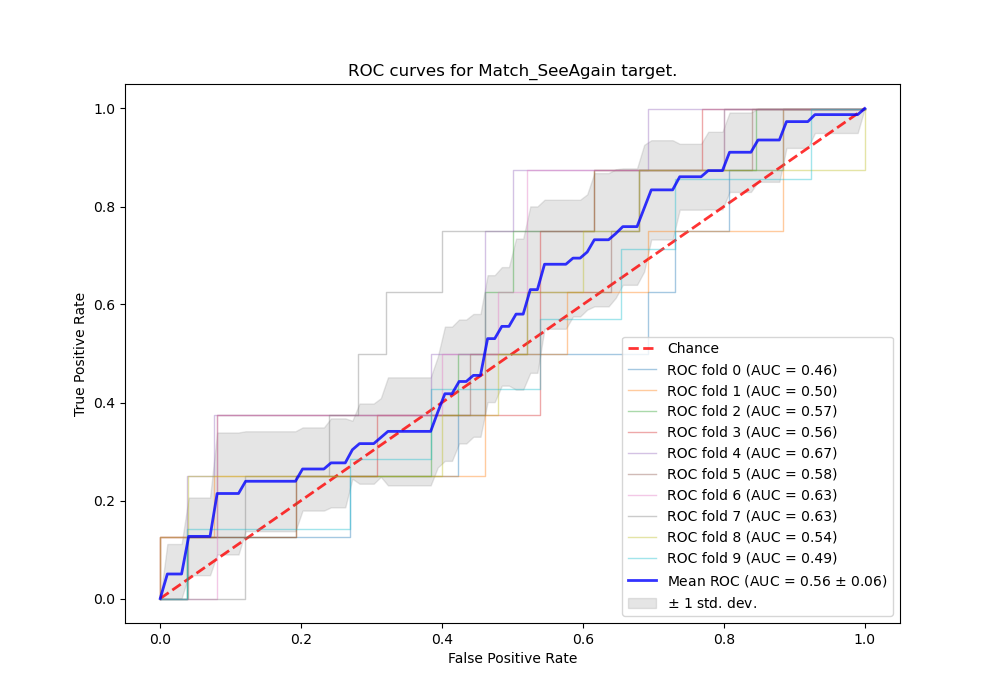 ROC curves for Match_SeeAgain target.
True Positive Rate
1.0
0.8
0.6
0.4
0.2
0.0
Chance
ROC fold 0 (AUC = 0.46)
ROC fold 1 (AUC = 0.50)
ROC fold 2 (AUC = 0.57)
ROC fold 3 (AUC = 0.56)
ROC fold 4 (AUC = 0.67)
ROC fold 5 (AUC = 0.58)
ROC fold 6 (AUC = 0.63)
ROC fold 7 (AUC = 0.63)
ROC fold 8 (AUC = 0.54)
ROC fold 9 (AUC = 0.49)
Mean ROC (AUC = 0.56 ± 0.06)
± 1 std. dev.
0.0 0.2 0.4 0.6 0.8 1.0
False Positive Rate